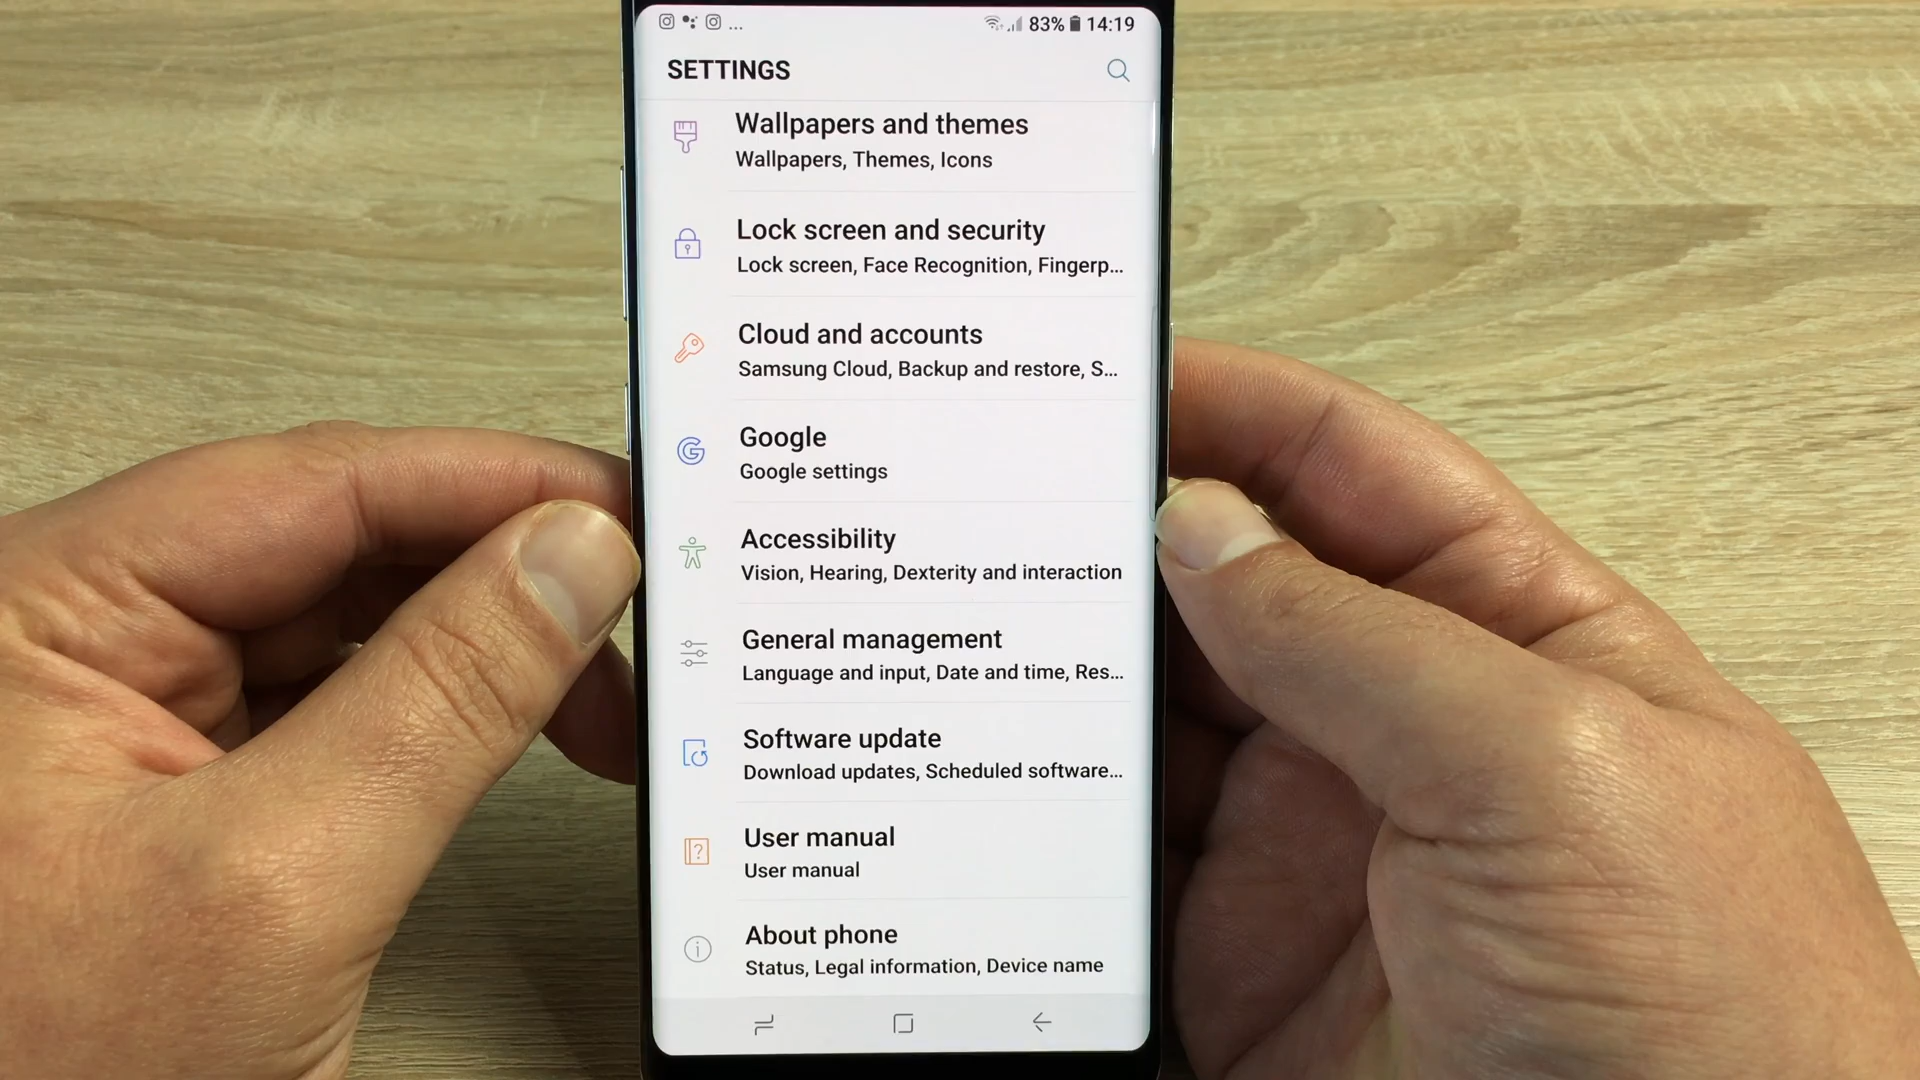 ... 83% 14:19
SETTINGS
Wallpapers and themes
Wallpapers, Themes, Icons
Lock screen and security
Lock screen, Face Recognition, Fingerp...
Cloud and accounts
Samsung Cloud, Backup and restore, S...
Google
Google settings
Accessibility
Vision, Hearing, Dexterity and interaction
General management
Language and input, Date and time, Res...
Software update
Download updates, Scheduled software...
User manual
User manual
About phone
Status, Legal information, Device name